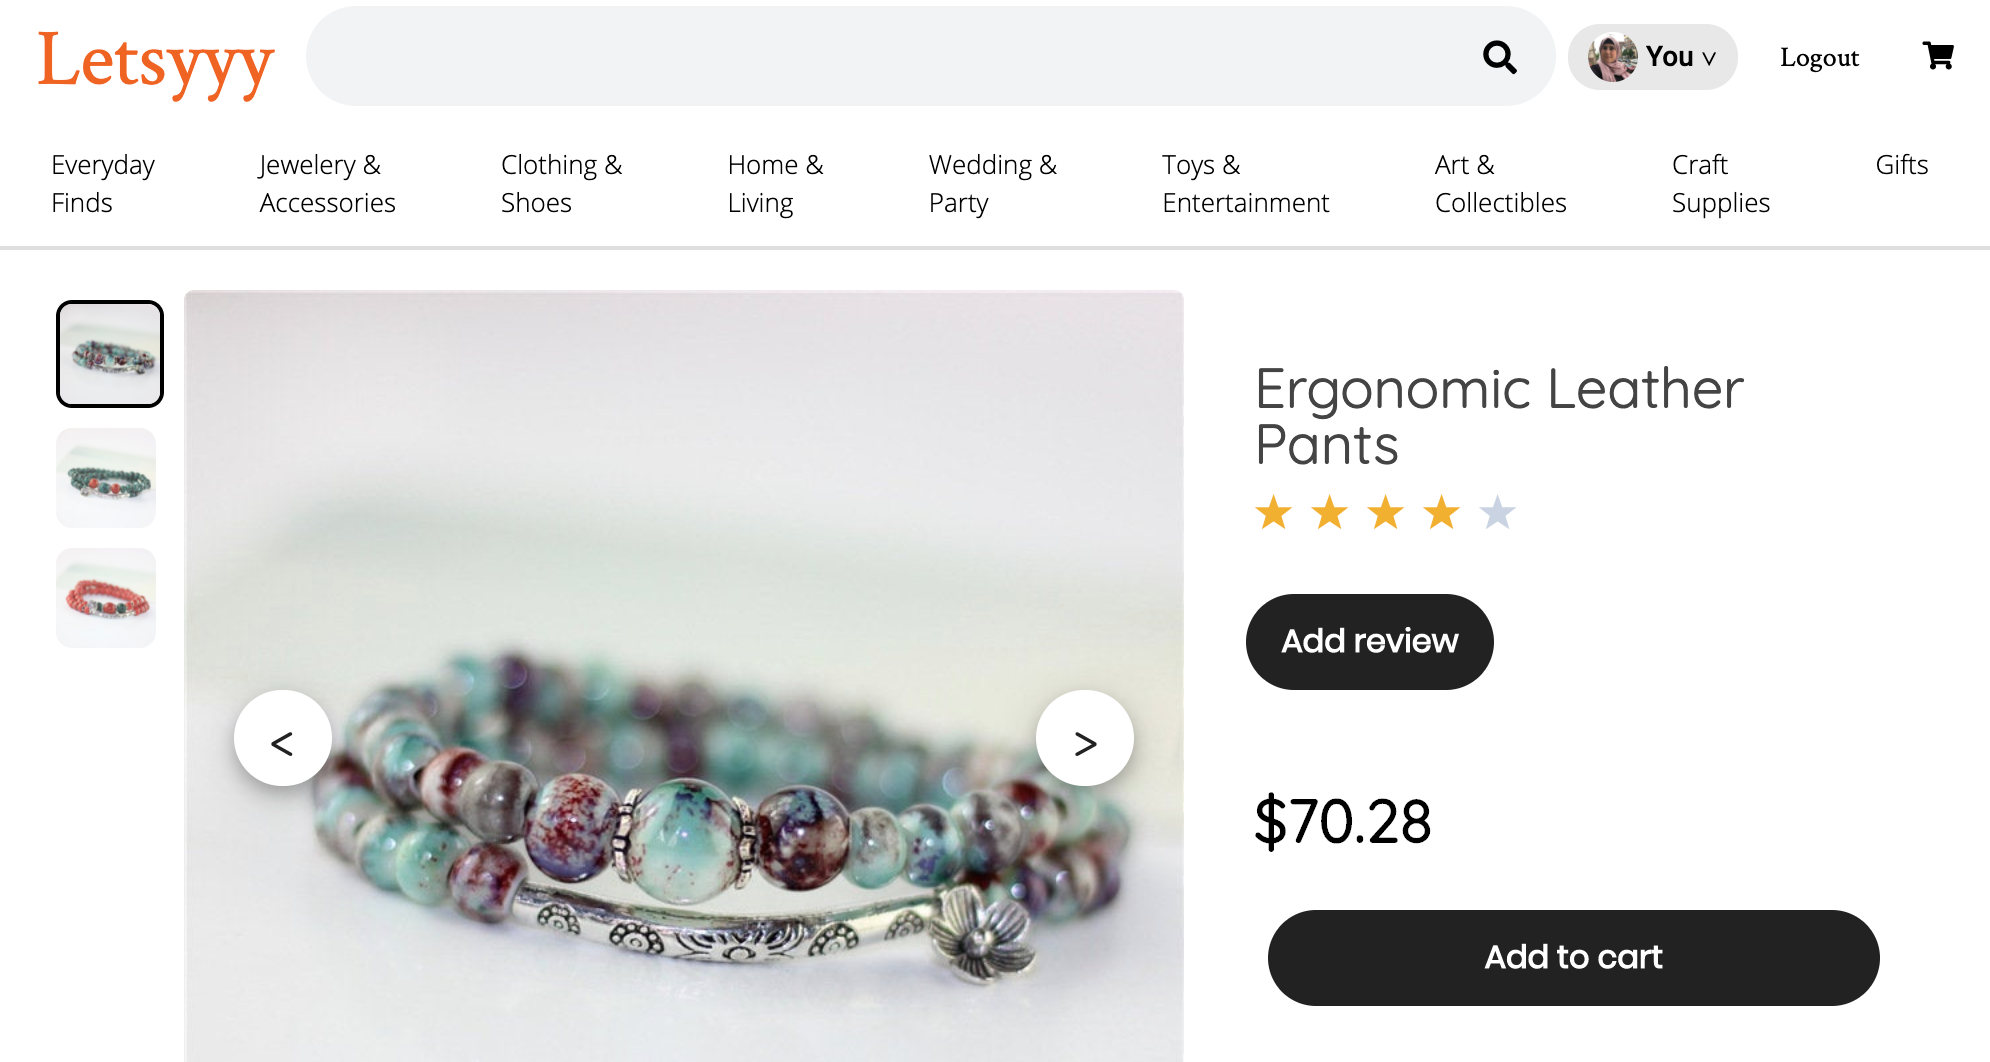 Letsyyy
You v
Logout
Everyday
Finds
Jewelery &
Accessories
Clothing &
Shoes
Home &
Living
Wedding &
Party
Toys &
Entertainment
Art &
Collectibles
Craft
Supplies
Gifts
Ergonomic Leather
Pants
Add review
<
>
$70.28
Add to cart